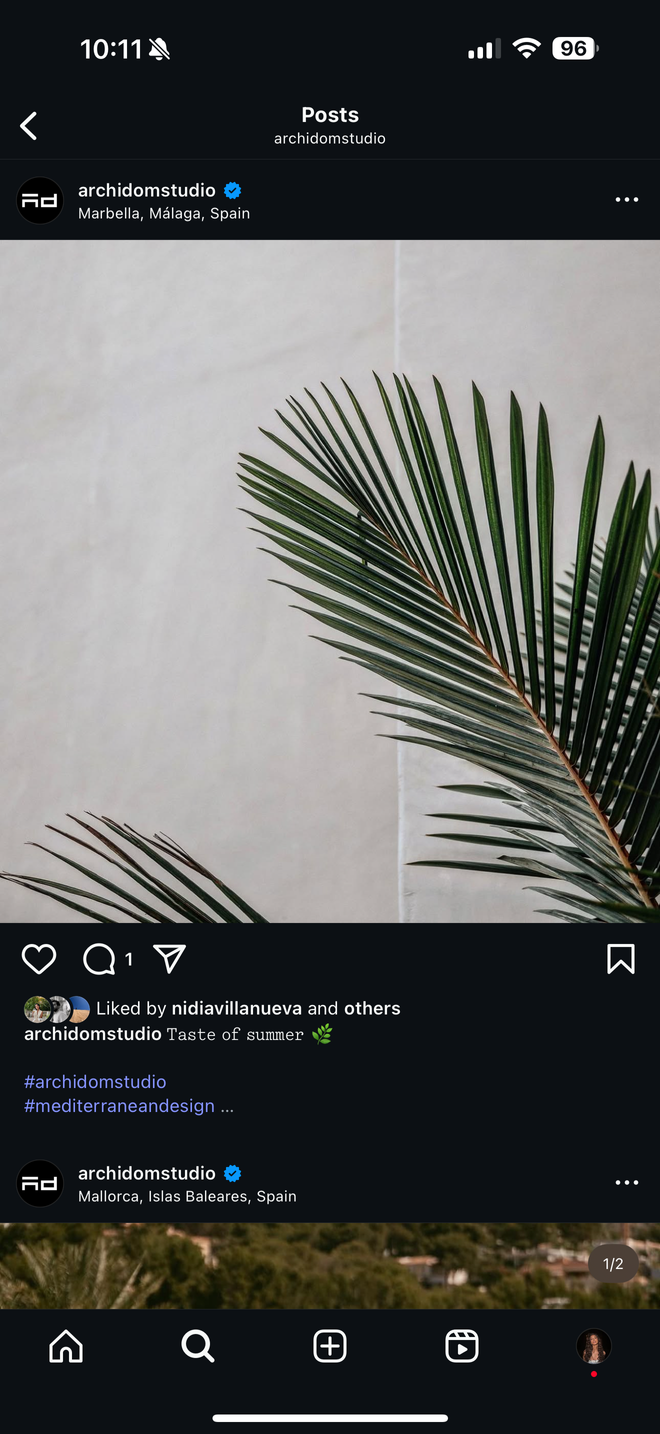 10:11
96
Posts
archidomstudio
archidomstudio
Marbella, Málaga, Spain
1
Liked by nidiavillanueva and others
archidomstudio Taste of summer 🌿
#archidomstudio
#mediterraneandesign ...
archidomstudio
Mallorca, Islas Baleares, Spain
1/2